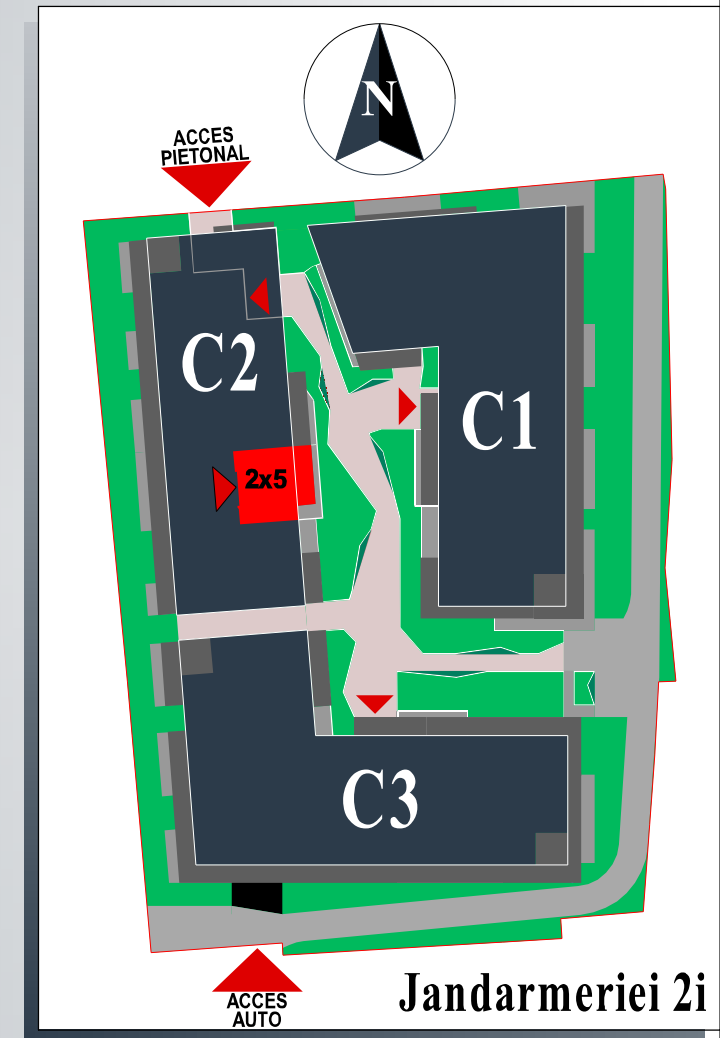 N
ACCES
PIETONAL
C2
C1
2x5
C3
Jandarmeriei 2i
ACCES
AUTO